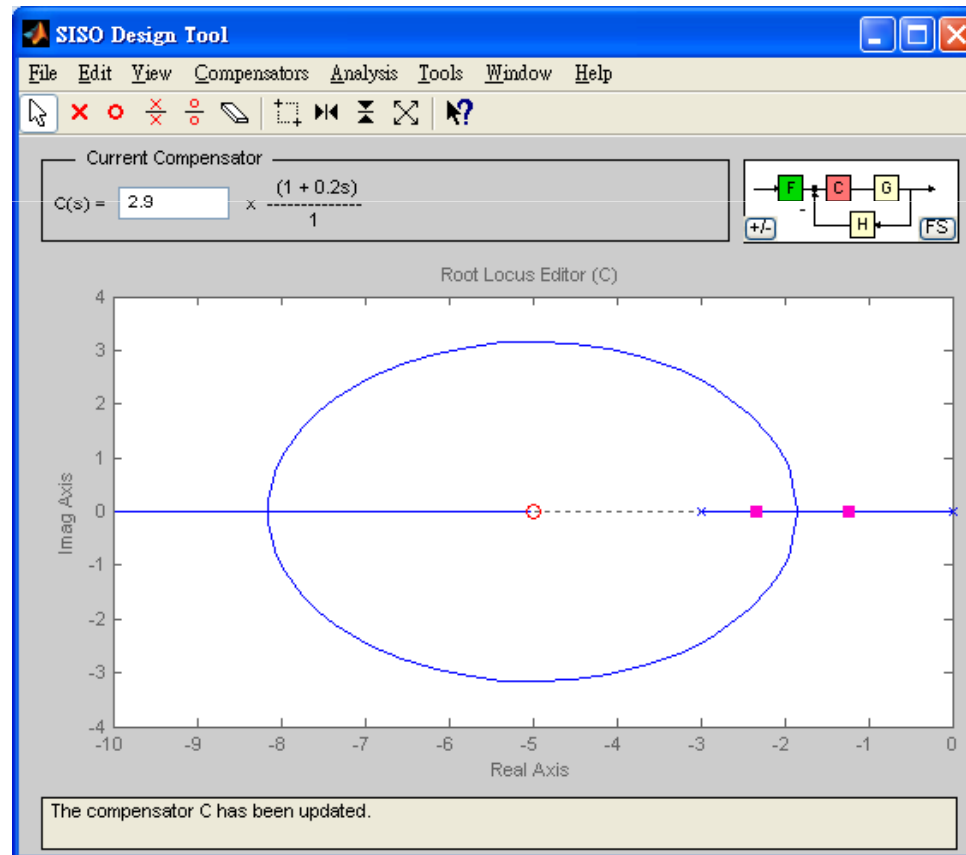 SISO Design Tool
File Edit View Compensators Analysis Tools Window Help
Current Compensator
C(s) = 2.9 x (1 + 0.2s)
--------------
1
F C G
-
+/- H FS
Root Locus Editor (C)
4
3
2
1
0
-1
-2
-3
-4
Imag Axis
-10 -9 -8 -7 -6 -5 -4 -3 -2 -1 0
Real Axis
The compensator C has been updated.